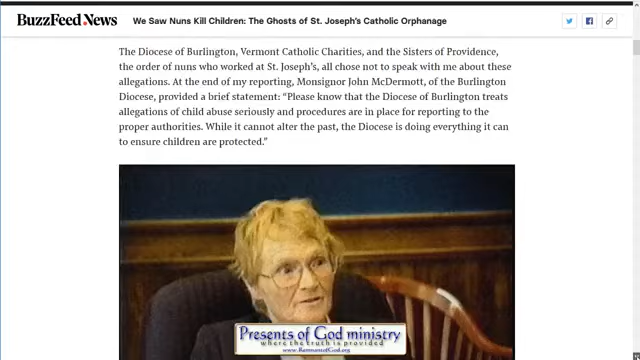 BuzzFeed News
We Saw Nuns Kill Children: The Ghosts of St. Joseph's Catholic Orphanage
The Diocese of Burlington, Vermont Catholic Charities, and the Sisters of Providence,
the order of nuns who worked at St. Joseph's, all chose not to speak with me about these
allegations. At the end of my reporting, Monsignor John McDermott, of the Burlington
Diocese, provided a brief statement: “Please know that the Diocese of Burlington treats
allegations of child abuse seriously and procedures are in place for reporting to the
proper authorities. While it cannot alter the past, the Diocese is doing everything it can
to ensure children are protected.”
Presents of God ministry
where the truth is provided
www.RemnantofGod.org